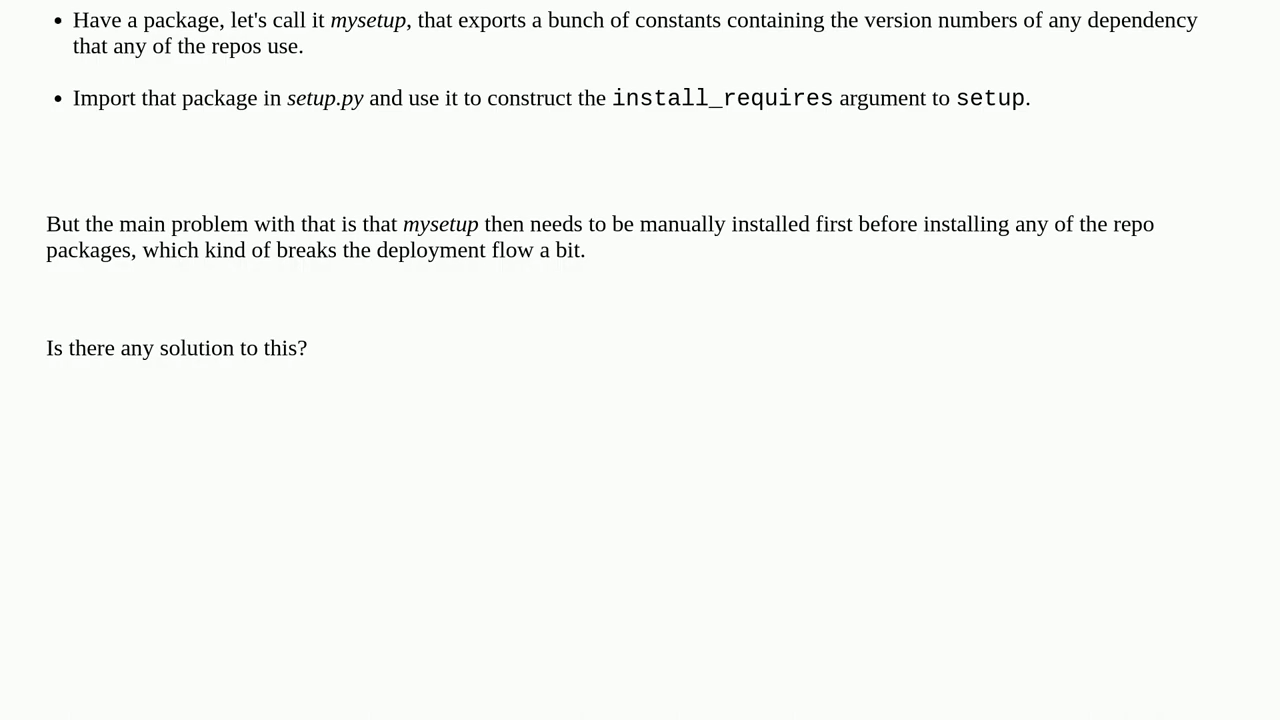 • Have a package, let's call it mysetup, that exports a bunch of constants containing the version numbers of any dependency
that any of the repos use.
• Import that package in setup.py and use it to construct the install_requires argument to setup.
But the main problem with that is that mysetup then needs to be manually installed first before installing any of the repo
packages, which kind of breaks the deployment flow a bit.
Is there any solution to this?